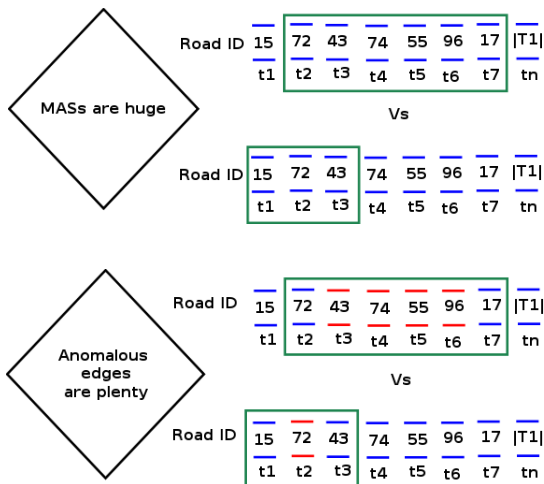 Road ID 15 72 43 74 55 96 17 |T1|
t1 t2 t3 t4 t5 t6 t7 tn
MASs are huge
Vs
Road ID 15 72 43 74 55 96 17 |T1|
t1 t2 t3 t4 t5 t6 t7 tn
Road ID 15 72 43 74 55 96 17 |T1|
t1 t2 t3 t4 t5 t6 t7 tn
Anomalous
edges
are plenty
Vs
Road ID 15 72 43 74 55 96 17 |T1|
t1 t2 t3 t4 t5 t6 t7 tn